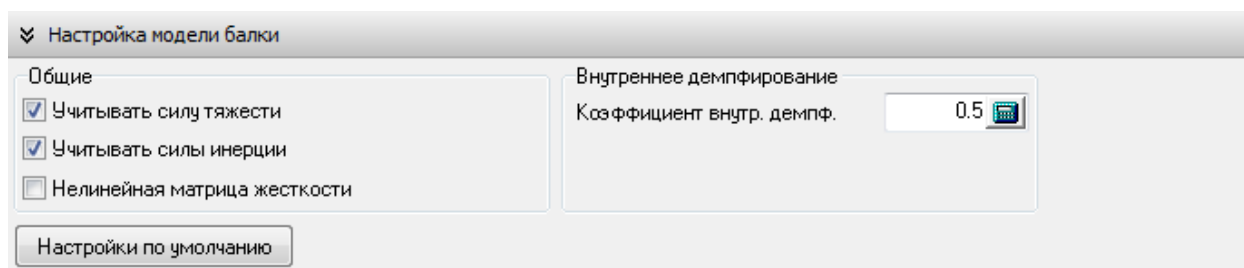 Настройка модели балки
Общие
Учитывать силу тяжести
Учитывать силы инерции
Нелинейная матрица жесткости
Внутреннее демпфирование
Коэффициент внутр. демпф. 0.5
Настройки по умолчанию